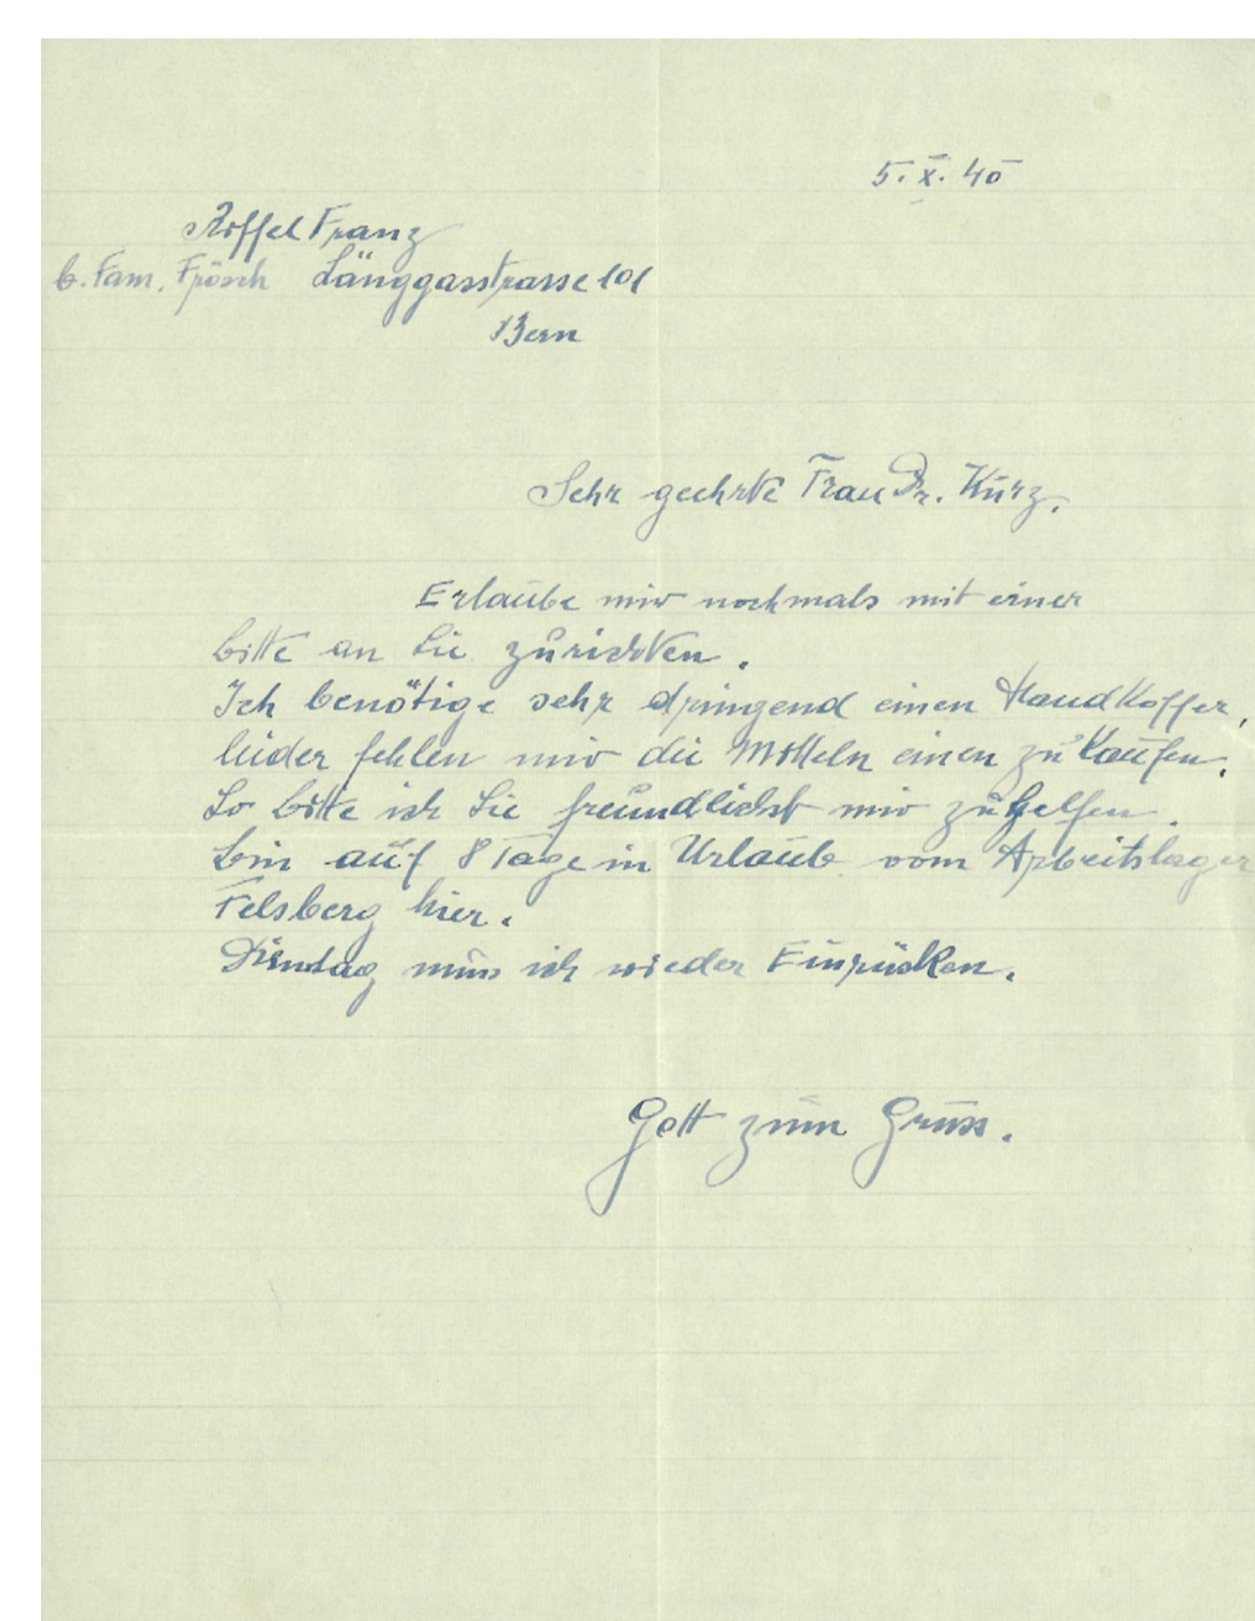 5. X. 40
Röffel Franz
b. Fam. Frösch Länggasstrasse 101
Bern
Sehr geehrte Frau Dr. Kurz.
Erlaube mir nochmals mit einer
bitte an Sie zurichten.
Ich benötige sehr dringend einen Handkoffer,
leider fehlen mir die Mitteln einen zu Kaufen.
So bitte ich Sie freundlichst mir zu helfen.
bin auf 8 Tage in Urlaub vom Arbeitslager
Felsberg hier.
Dienstag muss ich wieder Einrücken.
Gott zum Gruss.